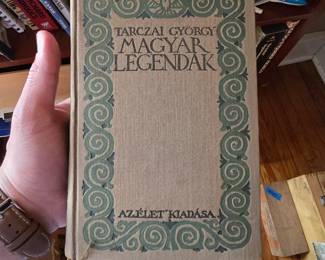 TARCZAI GYÖRGY
MAGYAR
LEGENDÁK
AZ „ÉLET” KIADÁSA